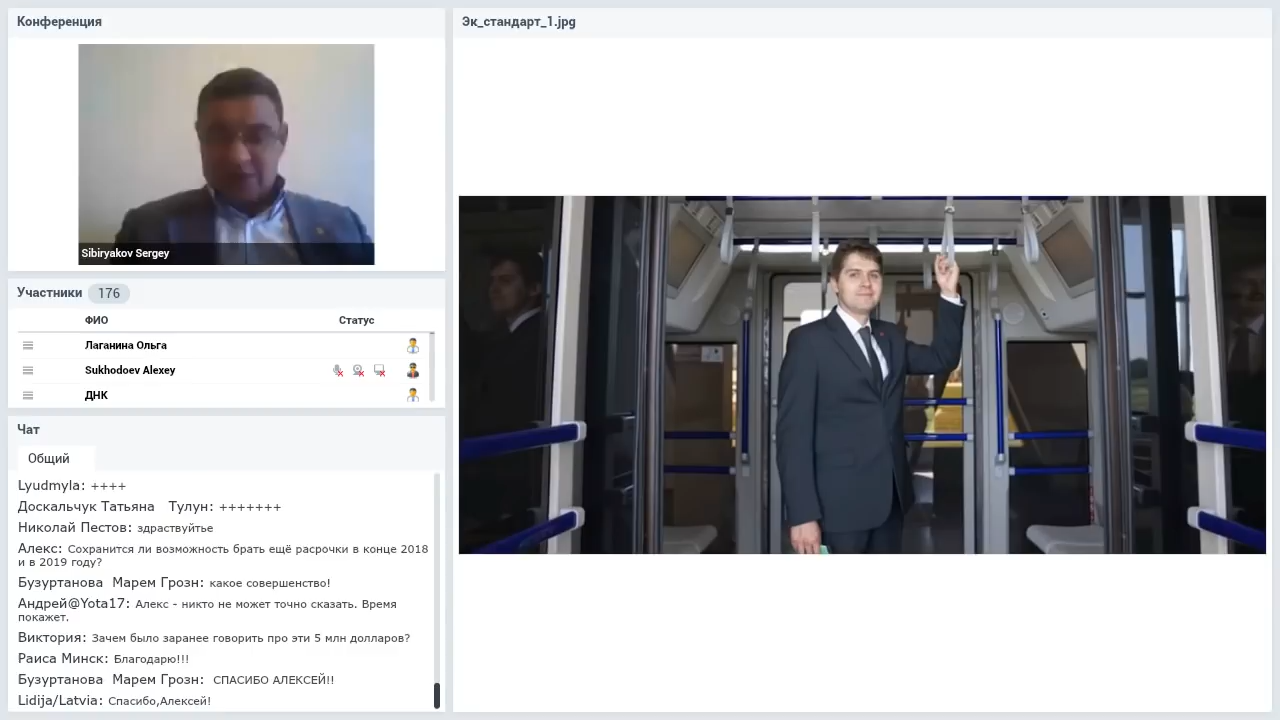 Конференция
Sibiryakov Sergey
Участники 176
ФИО Статус
Лаганина Ольга
Sukhodoev Alexey
ДНК
Чат
Общий
Lyudmyla: ++++
Доскальчук Татьяна Тулун: +++++++
Николай Пестов: здраствуйтье
Алекс: Сохранится ли возможность брать ещё расрочки в конце 2018
и в 2019 году?
Бузуртанова Марем Грозн: какое совершенство!
Андрей@Yota17: Алекс - никто не может точно сказать. Время
покажет.
Виктория: Зачем было заранее говорить про эти 5 млн долларов?
Раиса Минск: Благодарю!!!
Бузуртанова Марем Грозн: СПАСИБО АЛЕКСЕЙ!!
Lidija/Latvia: Спасибо,Алексей!
Эк_стандарт_1.jpg